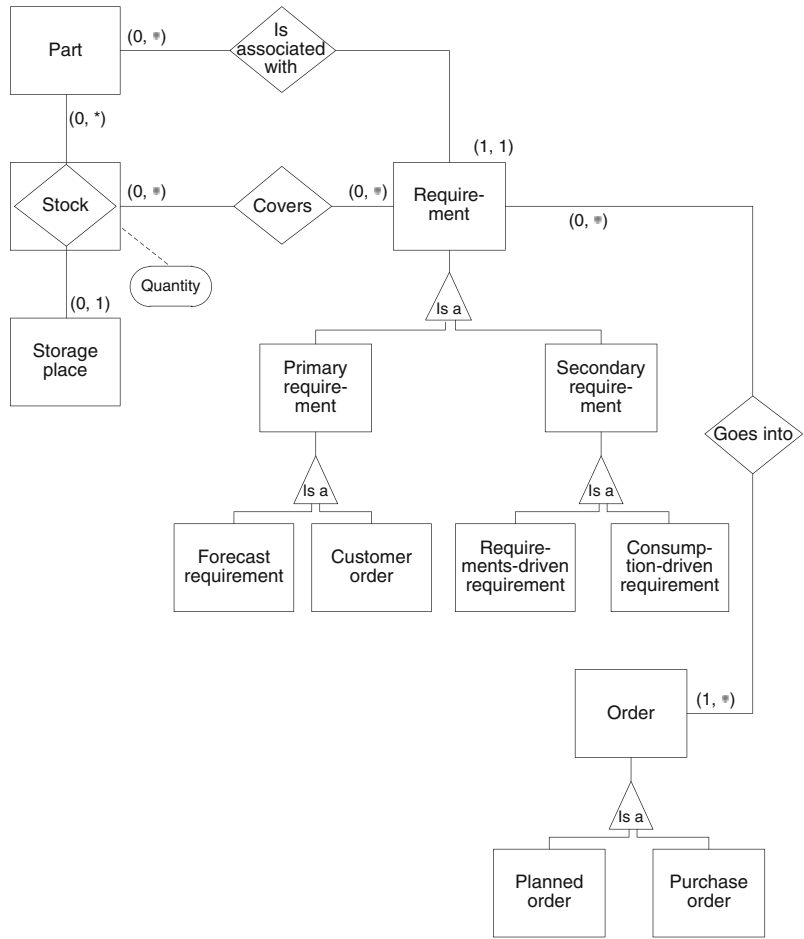 Part
(0, *)
Is
associated
with
(0, *)
(1, 1)
Stock
(0, *)
Covers
(0, *)
Require-
ment
(0, *)
Quantity
(0, 1)
Is a
Storage
place
Primary
require-
ment
Secondary
require-
ment
Goes into
Is a
Is a
Forecast
requirement
Customer
order
Require-
ments-driven
requirement
Consump-
tion-driven
requirement
Order
(1, *)
Is a
Planned
order
Purchase
order